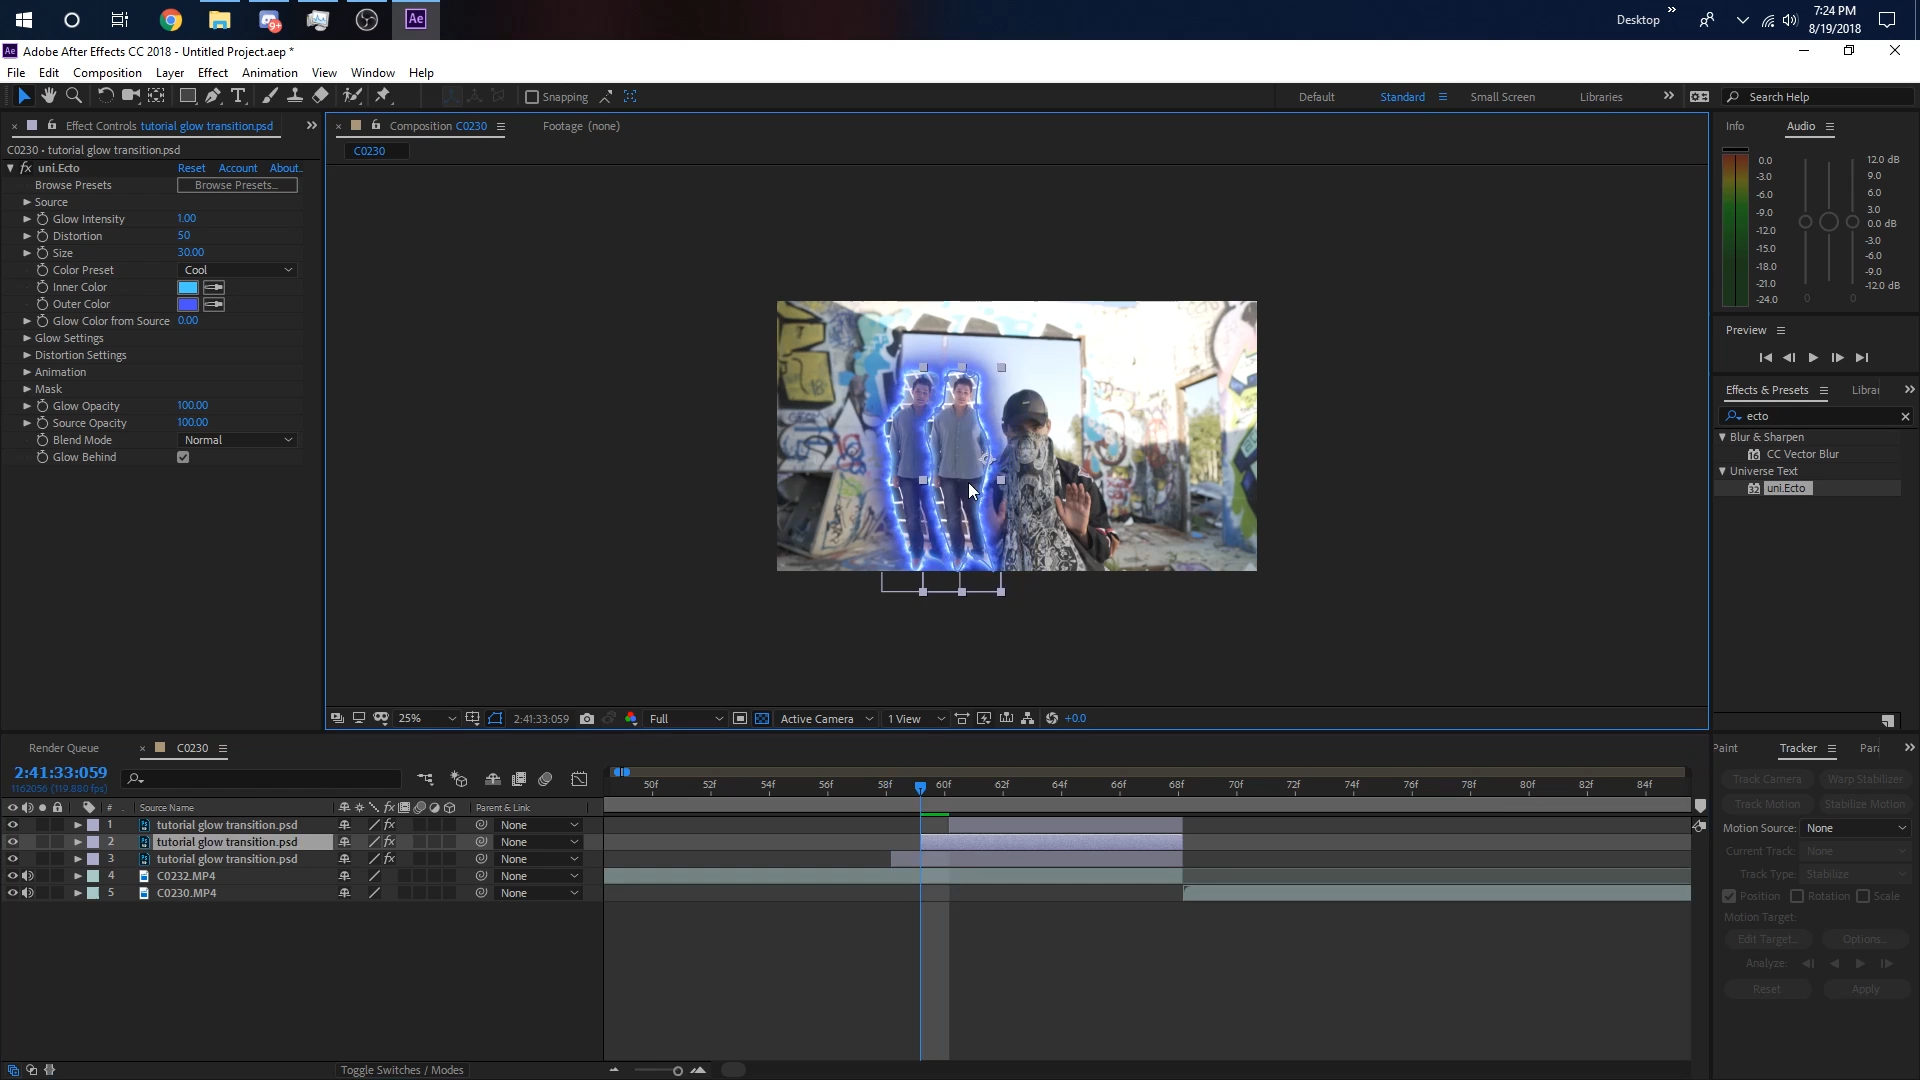 Desktop
7:24 PM
8/19/2018
Adobe After Effects CC 2018 - Untitled Project.aep *
File Edit Composition Layer Effect Animation View Window Help
Snapping
Default Standard Small Screen Libraries Search Help
Effect Controls tutorial glow transition.psd
C0230 • tutorial glow transition.psd
fx uni.Ecto Reset Account About..
Browse Presets Browse Presets...
Source
Glow Intensity 1.00
Distortion 50
Size 30.00
Color Preset Cool
Inner Color
Outer Color
Glow Color from Source 0.00
Glow Settings
Distortion Settings
Animation
Mask
Glow Opacity 100.00
Source Opacity 100.00
Blend Mode Normal
Glow Behind
Composition C0230 Footage (none)
C0230
25% 2:41:33:059 Full Active Camera 1 View +0.0
Info Audio
0.0
-3.0
-6.0
-9.0
-12.0
-15.0
-18.0
-21.0
-24.0
12.0 dB
9.0
6.0
3.0
0.0 dB
-3.0
-6.0
-9.0
-12.0 dB
0 0
Preview
Effects & Presets Librar
ecto
Blur & Sharpen
CC Vector Blur
Universe Text
uni.Ecto
Render Queue C0230
2:41:33:059
1162056 (119.880 fps)
50f 52f 54f 56f 58f 60f 62f 64f 66f 68f 70f 72f 74f 76f 78f 80f 82f 84f
# Source Name Parent & Link
1 tutorial glow transition.psd None
2 tutorial glow transition.psd None
3 tutorial glow transition.psd None
4 C0232.MP4 None
5 C0230.MP4 None
Toggle Switches / Modes
Paint Tracker Para
Track Camera Warp Stabilizer
Track Motion Stabilize Motion
Motion Source: None
Current Track: None
Track Type: Stabilize
Position Rotation Scale
Motion Target:
Edit Target... Options...
Analyze:
Reset Apply